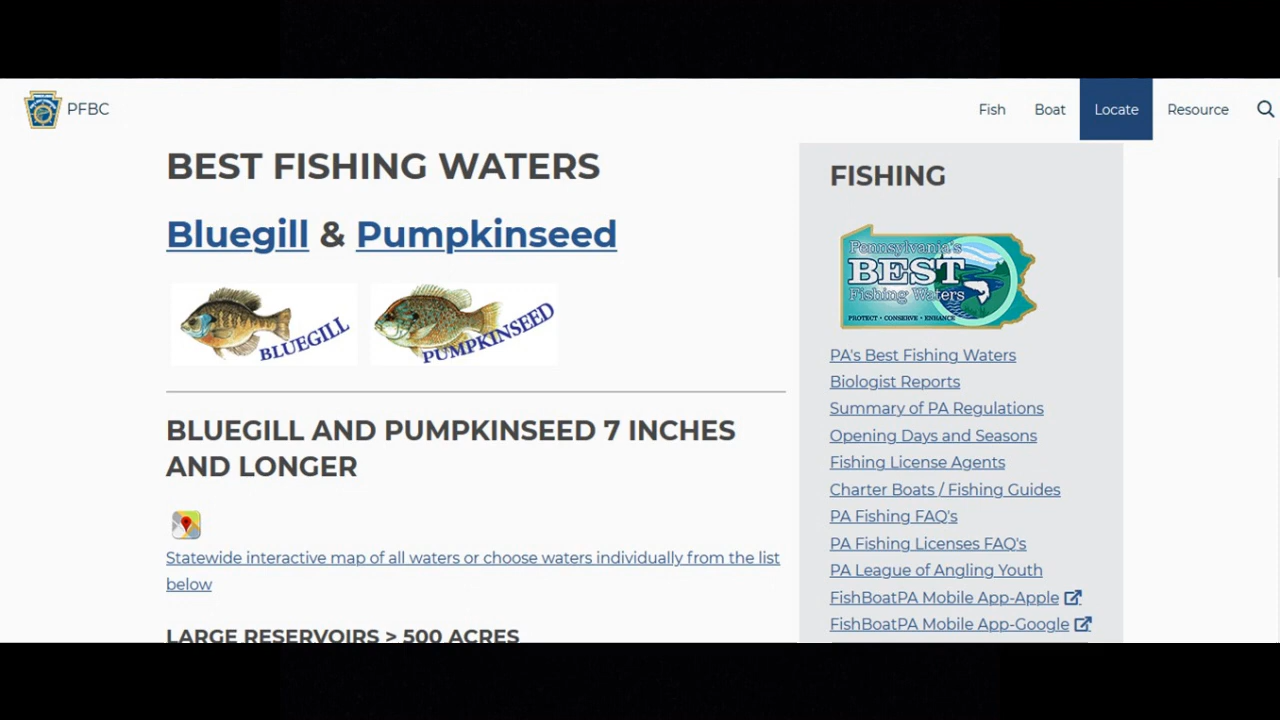 PFBC
Fish
Boat
Locate
Resource
BEST FISHING WATERS
Bluegill & Pumpkinseed
BLUEGILL
PUMPKINSEED
BLUEGILL AND PUMPKINSEED 7 INCHES
AND LONGER
Statewide interactive map of all waters or choose waters individually from the list
below
LARGE RESERVOIRS > 500 ACRES
FISHING
Pennsylvania's
BEST
Fishing Waters
PROTECT • CONSERVE • ENHANCE
PA's Best Fishing Waters
Biologist Reports
Summary of PA Regulations
Opening Days and Seasons
Fishing License Agents
Charter Boats / Fishing Guides
PA Fishing FAQ's
PA Fishing Licenses FAQ's
PA League of Angling Youth
FishBoatPA Mobile App-Apple
FishBoatPA Mobile App-Google